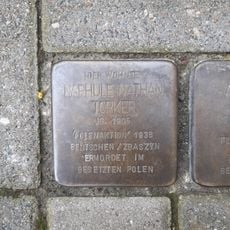 HIER WOHNTE
NATHAN
JG. 1905
"POLENAKTION" 1938
BENTSCHEN/ZBASZYN
ERMORDET IM
BESETZTEN POLEN